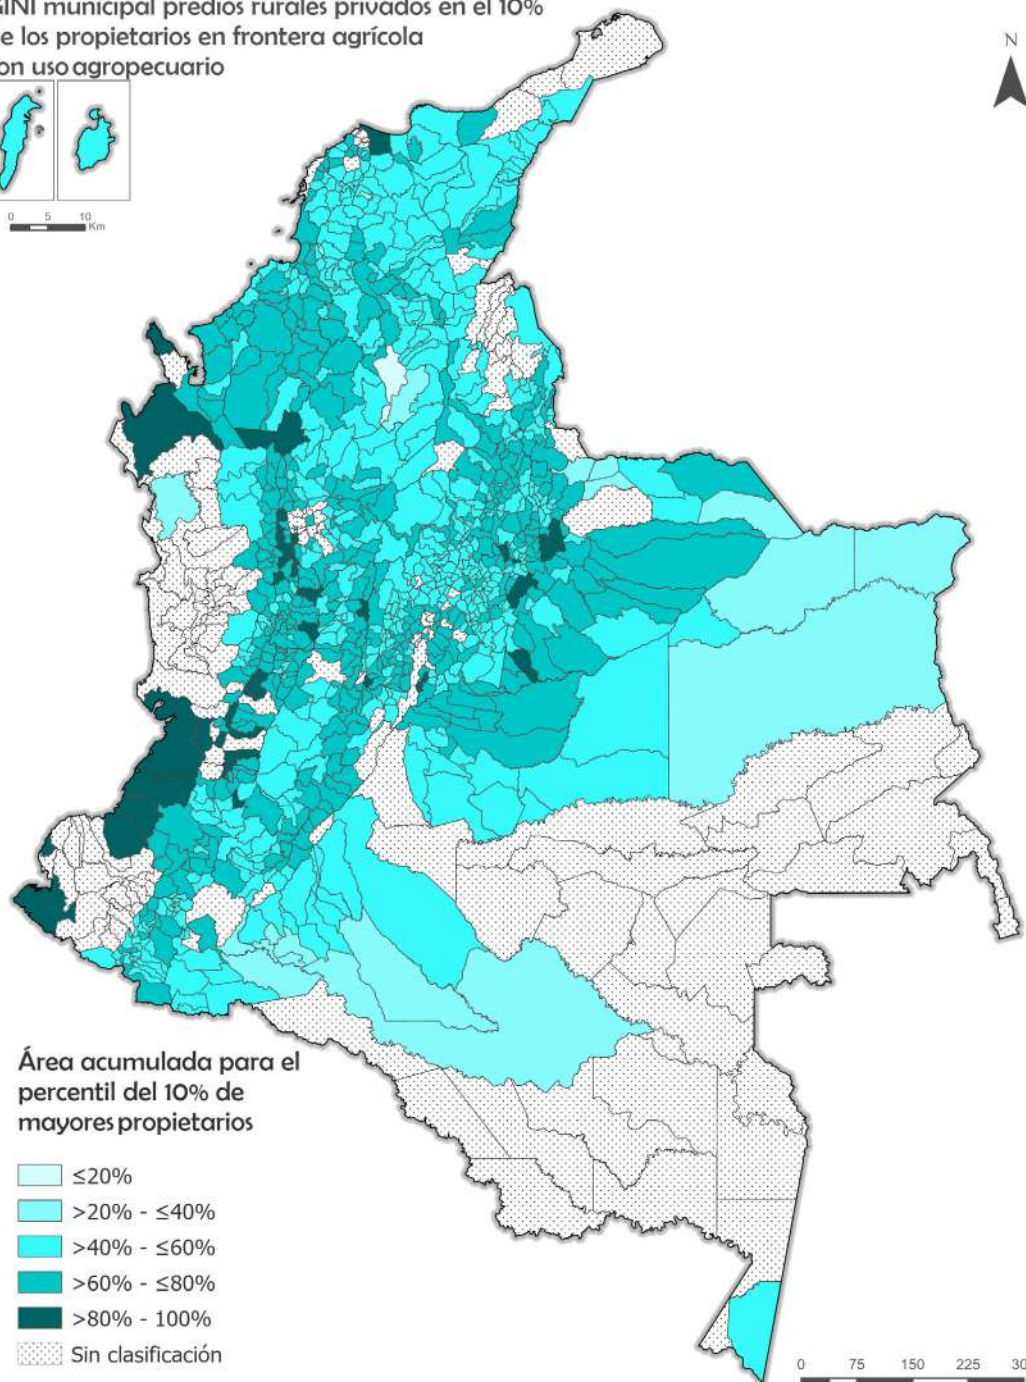 GINI municipal predios rurales privados en el 10%
e los propietarios en frontera agrícola
on uso agropecuario
N
0 5 10
Km
Área acumulada para el
percentil del 10% de
mayores propietarios
≤20%
>20% - ≤40%
>40% - ≤60%
>60% - ≤80%
>80% - 100%
Sin clasificación
0 75 150 225 30